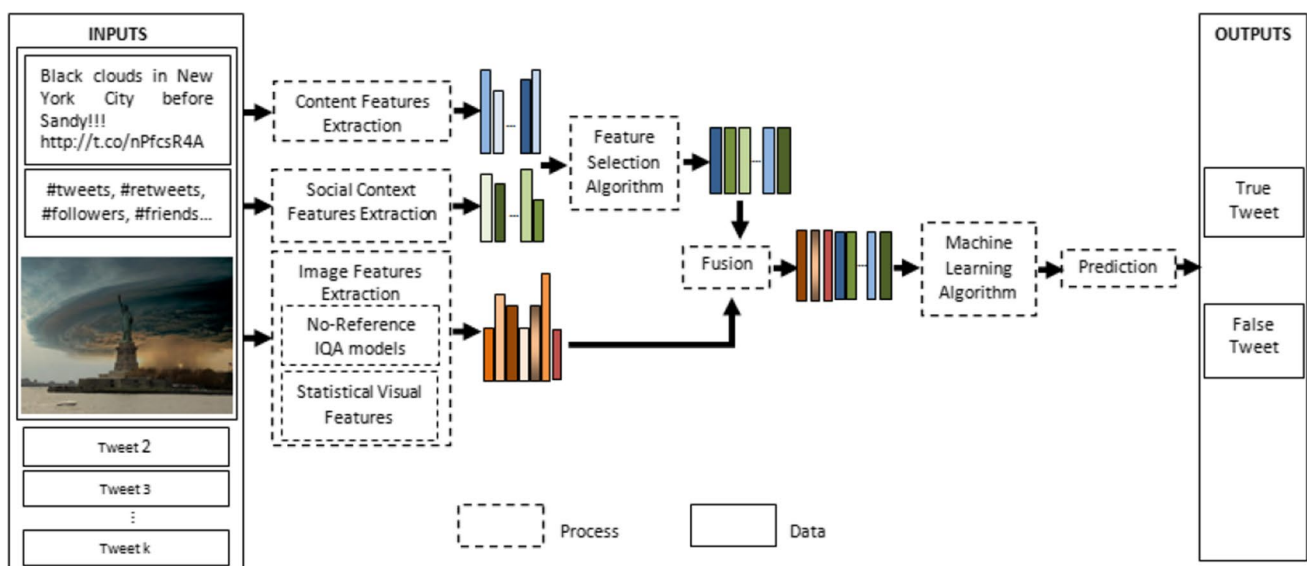 INPUTS
Black clouds in New
York City before
Sandy!!!
http://t.co/nPfcsR4A
#tweets, #retweets,
#followers, #friends...
Tweet 2
Tweet 3
⋮
Tweet k
Content Features
Extraction
Social Context
Features Extraction
Image Features
Extraction
No-Reference
IQA models
Statistical Visual
Features
...
...
Feature
Selection
Algorithm
...
Fusion
...
Machine
Learning
Algorithm
Prediction
OUTPUTS
True
Tweet
False
Tweet
Process
Data